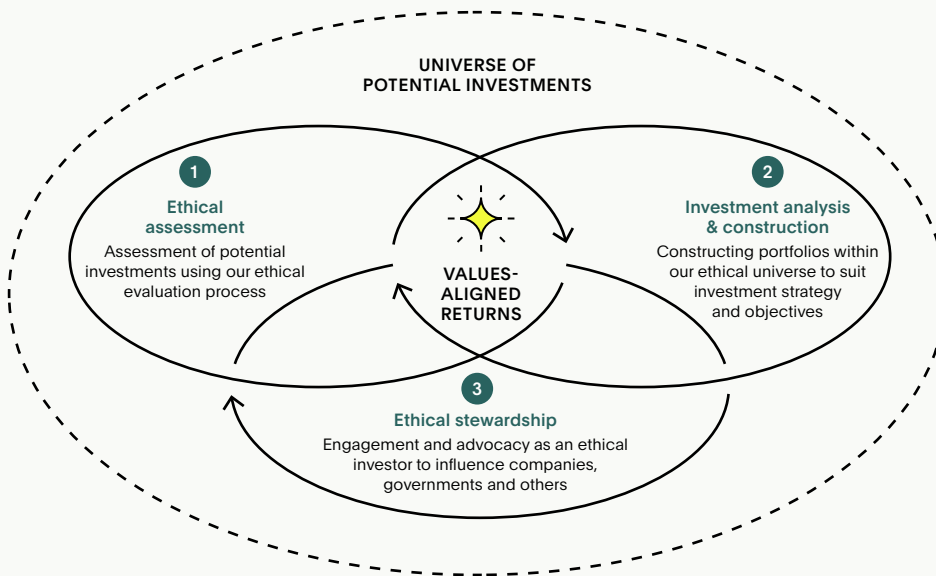 UNIVERSE OF
POTENTIAL INVESTMENTS
1
Ethical
assessment
Assessment of potential
investments using our ethical
evaluation process
2
Investment analysis
& construction
Constructing portfolios within
our ethical universe to suit
investment strategy
and objectives
VALUES-
ALIGNED
RETURNS
3
Ethical stewardship
Engagement and advocacy as an ethical
investor to influence companies,
governments and others